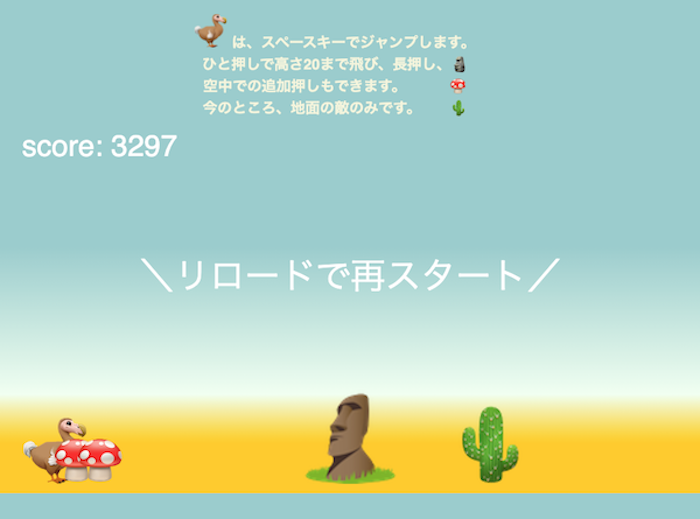 は、スペースキーでジャンプします。
ひと押しで高さ20まで飛び、長押し、
空中での追加押しもできます。
今のところ、地面の敵のみです。
score: 3297
＼リロードで再スタート／